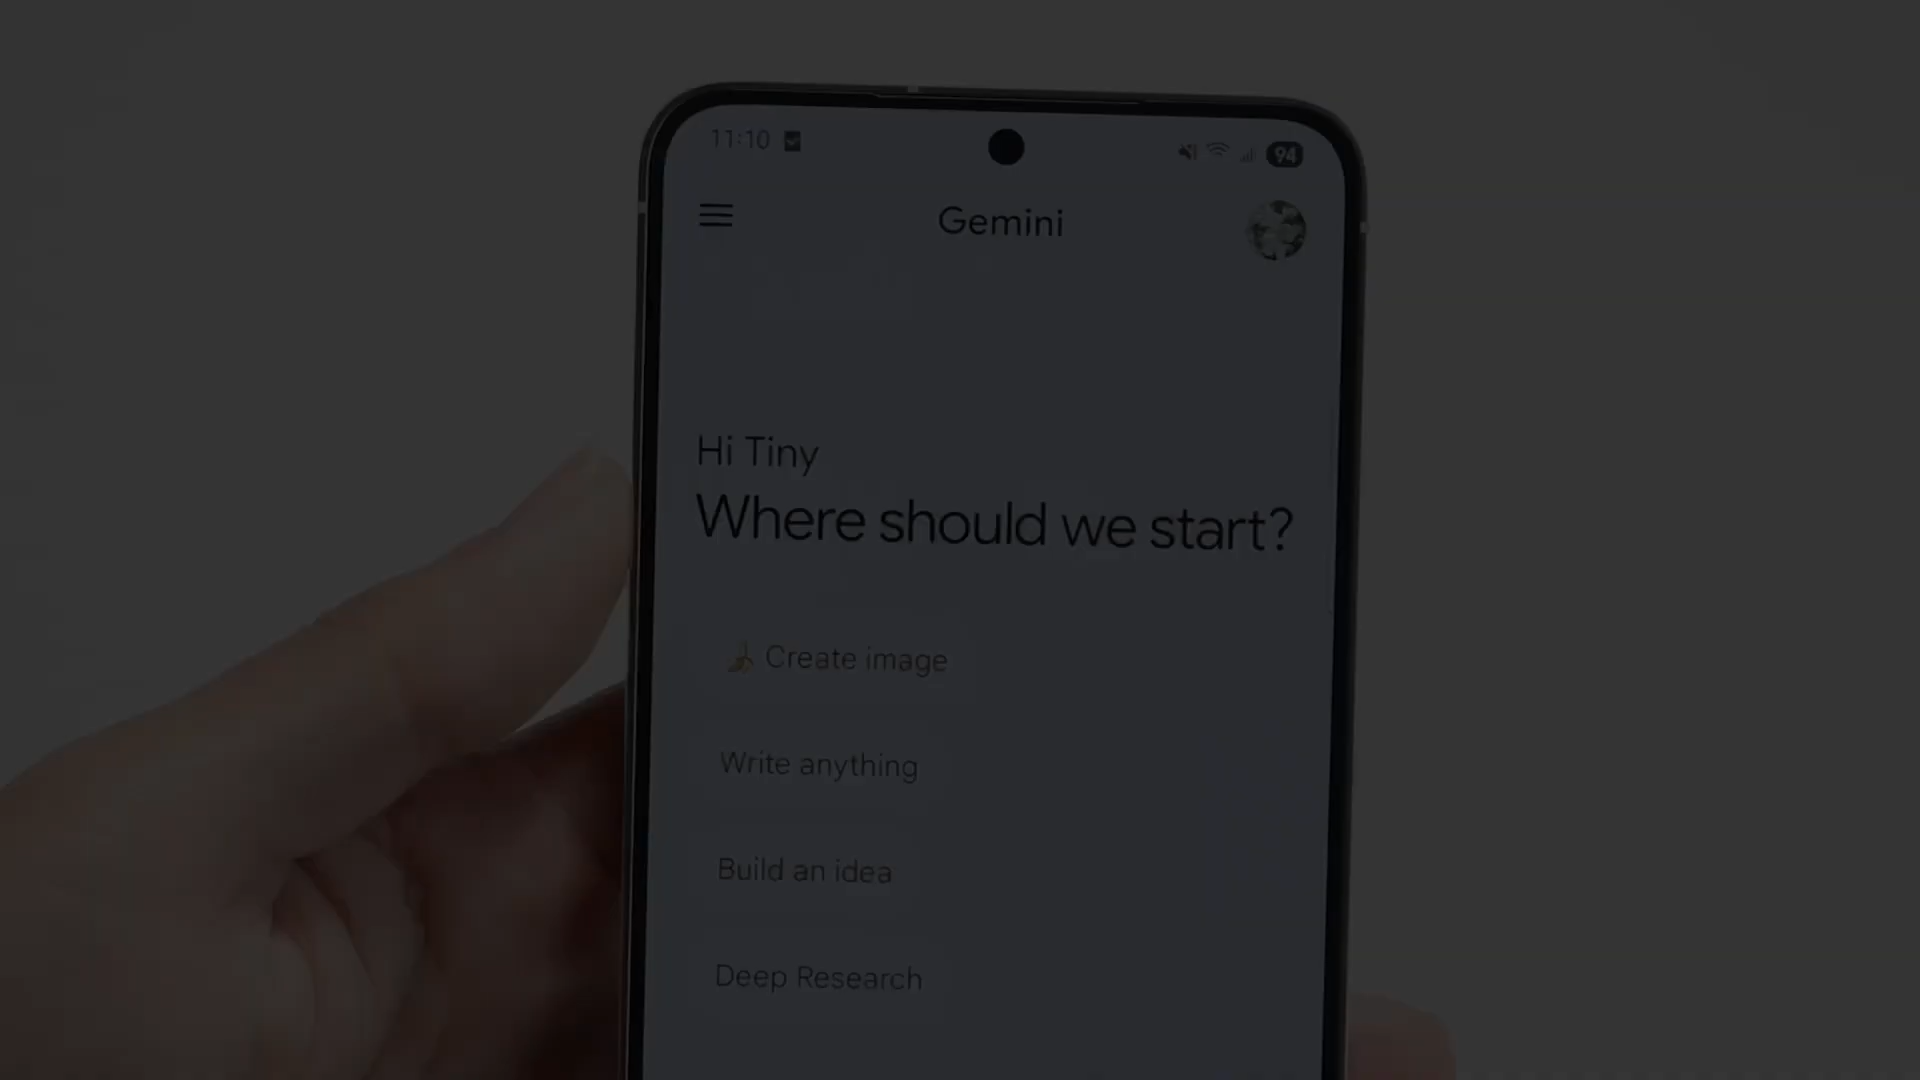 11:10
94
Gemini
Hi Tiny
Where should we start?
Create image
Write anything
Build an idea
Deep Research